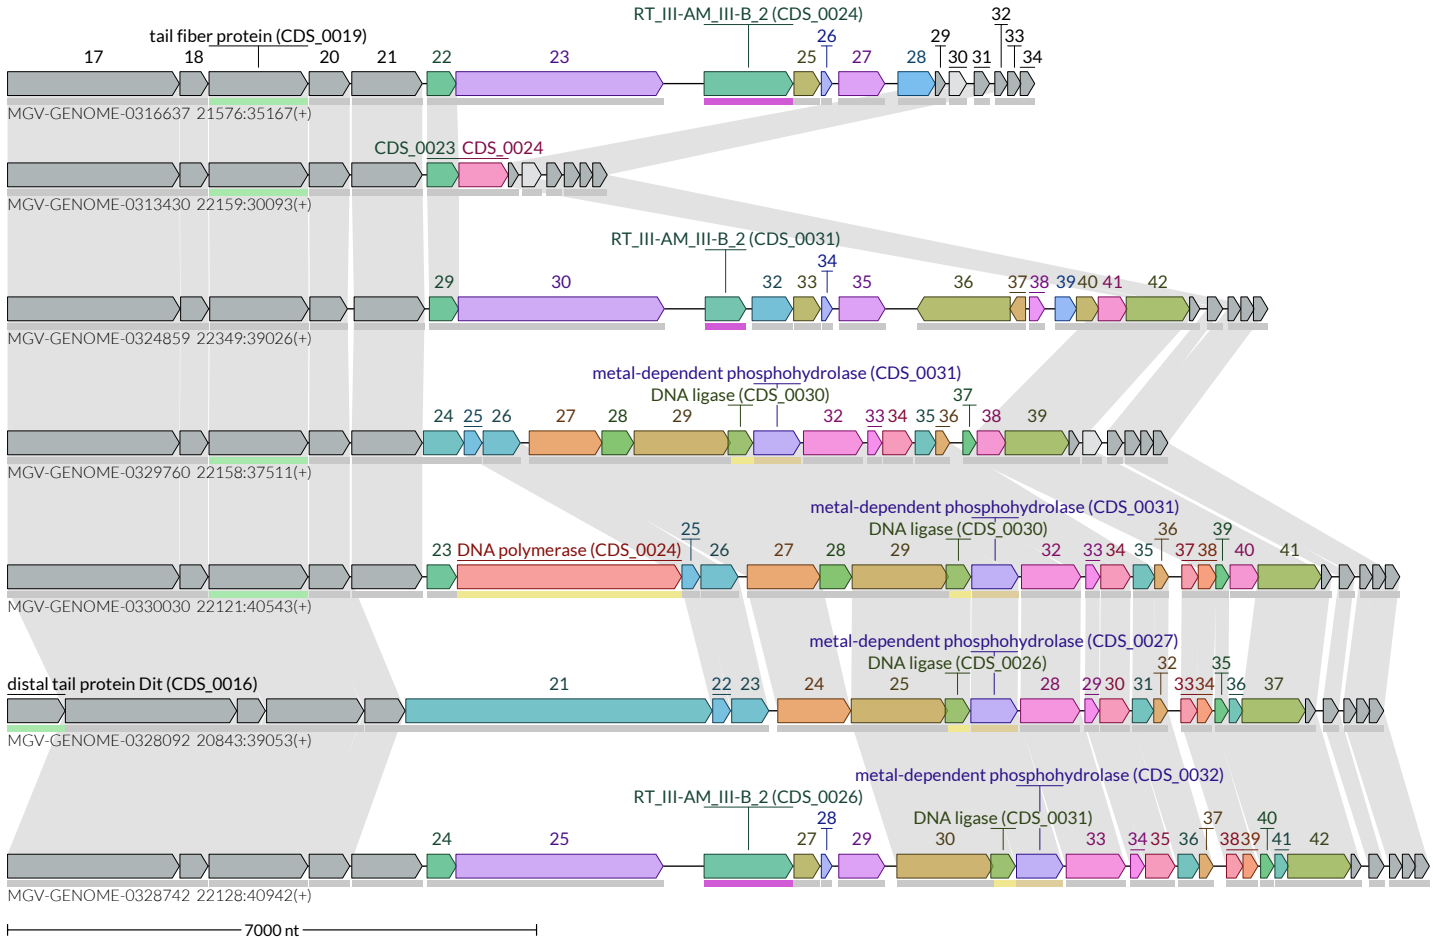 RT_III-AM_III-B_2 (CDS_0024)
tail fiber protein (CDS_0019) 26 32
17 18 20 21 22 23 25 27 28 29 30 31 33 34
MGV-GENOME-0316637 21576:35167(+)
CDS_0023 CDS_0024
MGV-GENOME-0313430 22159:30093(+)
RT_III-AM_III-B_2 (CDS_0031)
34
29 30 32 33 35 36 37 38 39 40 41 42
MGV-GENOME-0324859 22349:39026(+)
metal-dependent phosphohydrolase (CDS_0031)
DNA ligase (CDS_0030) 37
24 25 26 27 28 29 32 33 34 35 36 38 39
MGV-GENOME-0329760 22158:37511(+)
metal-dependent phosphohydrolase (CDS_0031)
25 DNA ligase (CDS_0030) 36 39
23 DNA polymerase (CDS_0024) 26 27 28 29 32 33 34 35 37 38 40 41
MGV-GENOME-0330030 22121:40543(+)
metal-dependent phosphohydrolase (CDS_0027)
DNA ligase (CDS_0026) 32 35
distal tail protein Dit (CDS_0016) 21 22 23 24 25 28 29 30 31 33 34 36 37
MGV-GENOME-0328092 20843:39053(+)
metal-dependent phosphohydrolase (CDS_0032)
RT_III-AM_III-B_2 (CDS_0026)
28 DNA ligase (CDS_0031) 37 40
24 25 27 29 30 33 34 35 36 38 39 41 42
MGV-GENOME-0328742 22128:40942(+)
7000 nt